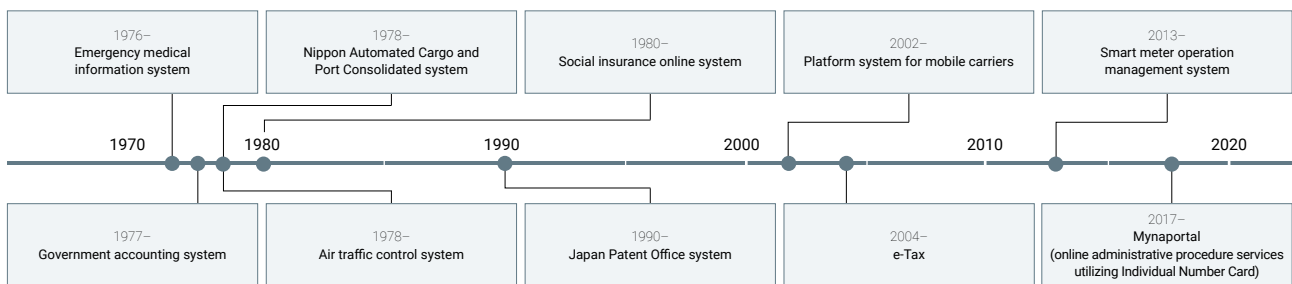 1976–
Emergency medical
information system
1978–
Nippon Automated Cargo and
Port Consolidated system
1980–
Social insurance online system
2002–
Platform system for mobile carriers
2013–
Smart meter operation
management system
1970
1980
1990
2000
2010
2020
1977–
Government accounting system
1978–
Air traffic control system
1990–
Japan Patent Office system
2004–
e-Tax
2017–
Mynaportal
(online administrative procedure services
utilizing Individual Number Card)